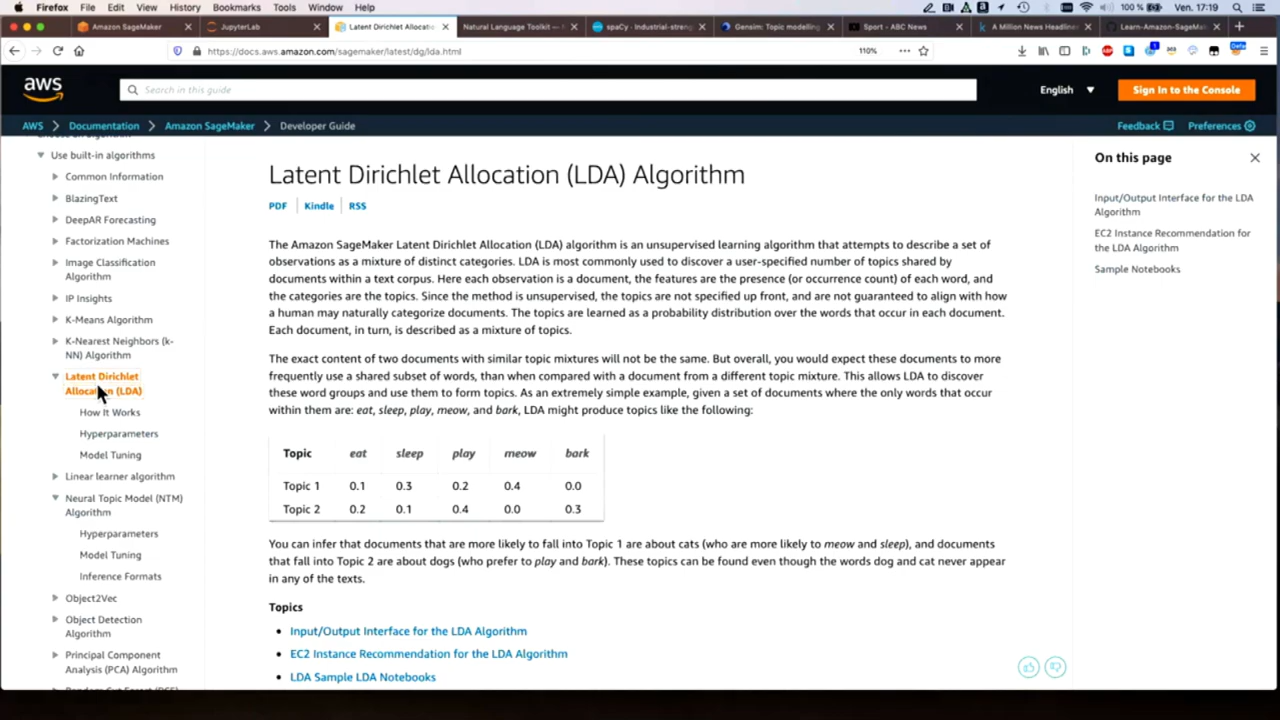 Firefox File Edit View History Bookmarks Tools Window Help
100 % Ven. 17:19
Amazon SageMaker
JupyterLab
Latent Dirichlet Allocatio
Natural Language Toolkit —
spaCy · Industrial-streng
Gensim: Topic modelling
Sport - ABC News
A Million News Headline
Learn-Amazon-SageMa
https://docs.aws.amazon.com/sagemaker/latest/dg/lda.html
110%
aws
Search in this guide
English
Sign In to the Console
AWS > Documentation > Amazon SageMaker > Developer Guide
Feedback
Preferences
Use built-in algorithms
Common Information
BlazingText
DeepAR Forecasting
Factorization Machines
Image Classification
Algorithm
IP Insights
K-Means Algorithm
K-Nearest Neighbors (k-
NN) Algorithm
Latent Dirichlet
Allocation (LDA)
How It Works
Hyperparameters
Model Tuning
Linear learner algorithm
Neural Topic Model (NTM)
Algorithm
Hyperparameters
Model Tuning
Inference Formats
Object2Vec
Object Detection
Algorithm
Principal Component
Analysis (PCA) Algorithm
Latent Dirichlet Allocation (LDA) Algorithm
PDF Kindle RSS
The Amazon SageMaker Latent Dirichlet Allocation (LDA) algorithm is an unsupervised learning algorithm that attempts to describe a set of
observations as a mixture of distinct categories. LDA is most commonly used to discover a user-specified number of topics shared by
documents within a text corpus. Here each observation is a document, the features are the presence (or occurrence count) of each word, and
the categories are the topics. Since the method is unsupervised, the topics are not specified up front, and are not guaranteed to align with how
a human may naturally categorize documents. The topics are learned as a probability distribution over the words that occur in each document.
Each document, in turn, is described as a mixture of topics.
The exact content of two documents with similar topic mixtures will not be the same. But overall, you would expect these documents to more
frequently use a shared subset of words, than when compared with a document from a different topic mixture. This allows LDA to discover
these word groups and use them to form topics. As an extremely simple example, given a set of documents where the only words that occur
within them are: eat, sleep, play, meow, and bark, LDA might produce topics like the following:
Topic eat sleep play meow bark
Topic 1 0.1 0.3 0.2 0.4 0.0
Topic 2 0.2 0.1 0.4 0.0 0.3
You can infer that documents that are more likely to fall into Topic 1 are about cats (who are more likely to meow and sleep), and documents
that fall into Topic 2 are about dogs (who prefer to play and bark). These topics can be found even though the words dog and cat never appear
in any of the texts.
Topics
• Input/Output Interface for the LDA Algorithm
• EC2 Instance Recommendation for the LDA Algorithm
• LDA Sample LDA Notebooks
On this page
Input/Output Interface for the LDA
Algorithm
EC2 Instance Recommendation for
the LDA Algorithm
Sample Notebooks